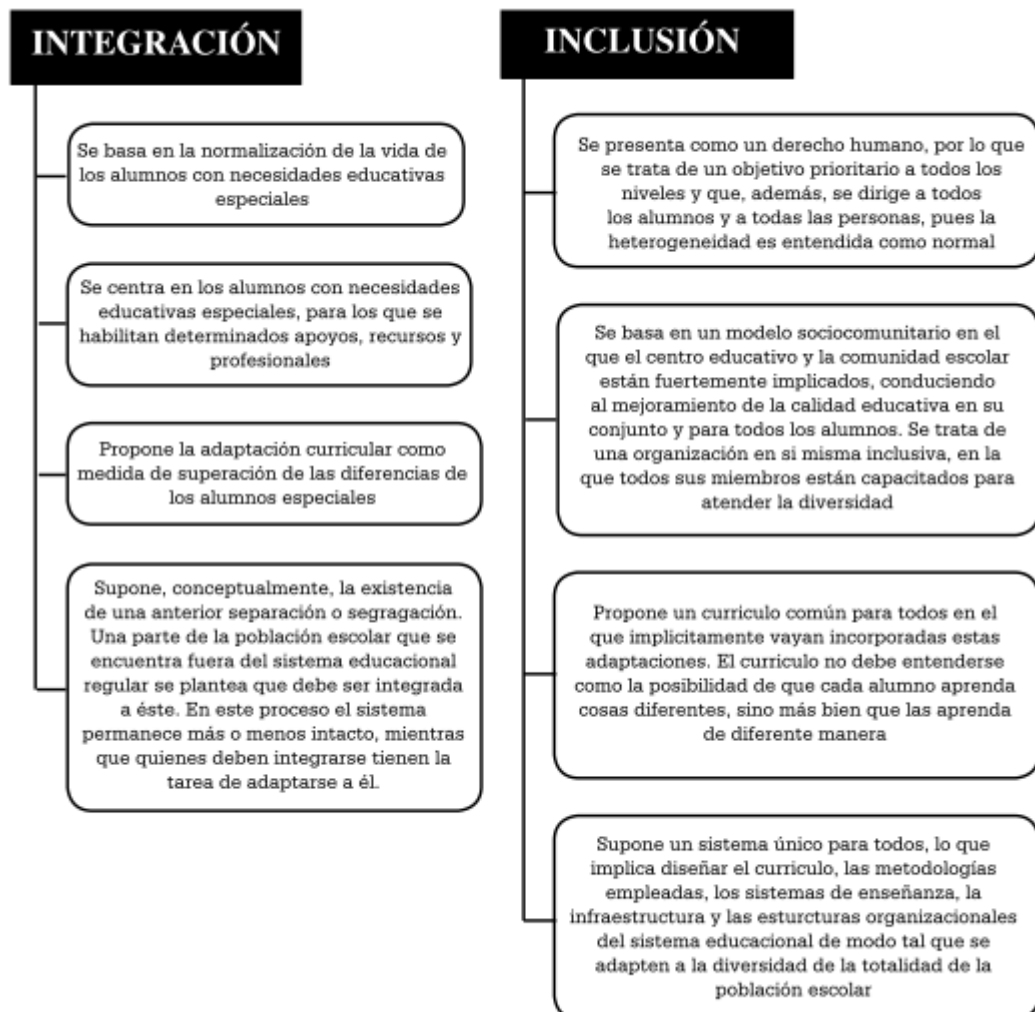 INTEGRACIÓN
Se basa en la normalización de la vida de
los alumnos con necesidades educativas
especiales
Se centra en los alumnos con necesidades
educativas especiales, para los que se
habilitan determinados apoyos, recursos y
profesionales
Propone la adaptación curricular como
medida de superación de las diferencias de
los alumnos especiales
Supone, conceptualmente, la existencia
de una anterior separación o segragación.
Una parte de la población escolar que se
encuentra fuera del sistema educacional
regular se plantea que debe ser integrada
a éste. En este proceso el sistema
permanece más o menos intacto, mientras
que quienes deben integrarse tienen la
tarea de adaptarse a él.
INCLUSIÓN
Se presenta como un derecho humano, por lo que
se trata de un objetivo prioritario a todos los
niveles y que, además, se dirige a todos
los alumnos y a todas las personas, pues la
heterogeneidad es entendida como normal
Se basa en un modelo sociocomunitario en el
que el centro educativo y la comunidad escolar
están fuertemente implicados, conduciendo
al mejoramiento de la calidad educativa en su
conjunto y para todos los alumnos. Se trata de
una organización en si misma inclusiva, en la
que todos sus miembros están capacitados para
atender la diversidad
Propone un curriculo común para todos en el
que implicitamente vayan incorporadas estas
adaptaciones. El curriculo no debe entenderse
como la posibilidad de que cada alumno aprenda
cosas diferentes, sino más bien que las aprenda
de diferente manera
Supone un sistema único para todos, lo que
implica diseñar el curriculo, las metodologías
empleadas, los sistemas de enseñanza, la
infraestructura y las esturcturas organizacionales
del sistema educacional de modo tal que se
adapten a la diversidad de la totalidad de la
población escolar